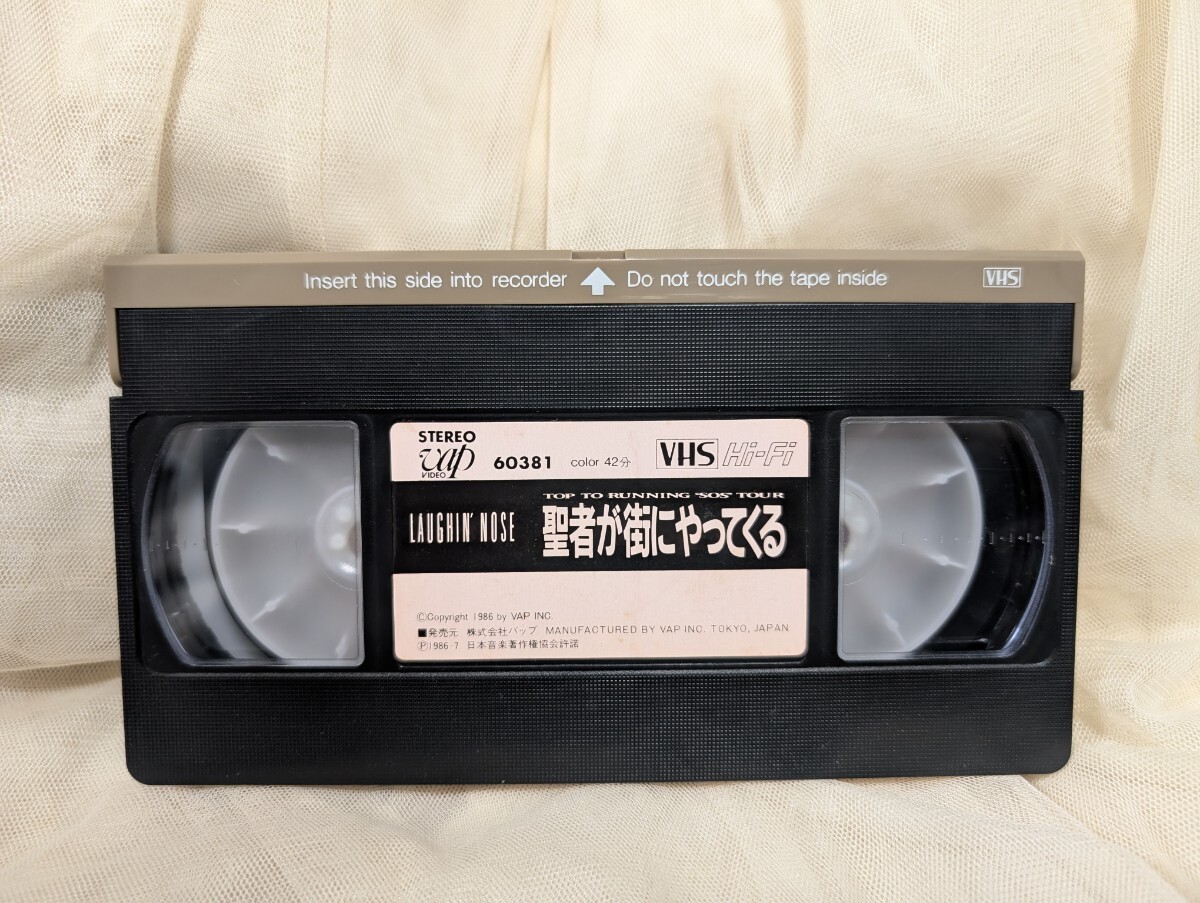 Insert this side into recorder Do not touch the tape inside VHS
STEREO
vap
VIDEO
60381 color 42分 VHS Hi-Fi
TOP TO RUNNING "SOS" TOUR
LAUGHIN' NOSE 聖者が街にやってくる
©Copyright 1986 by VAP INC.
■発売元 株式会社バップ MANUFACTURED BY VAP INC. TOKYO, JAPAN.
Ⓟ1986-7 日本音楽著作権協会許諾